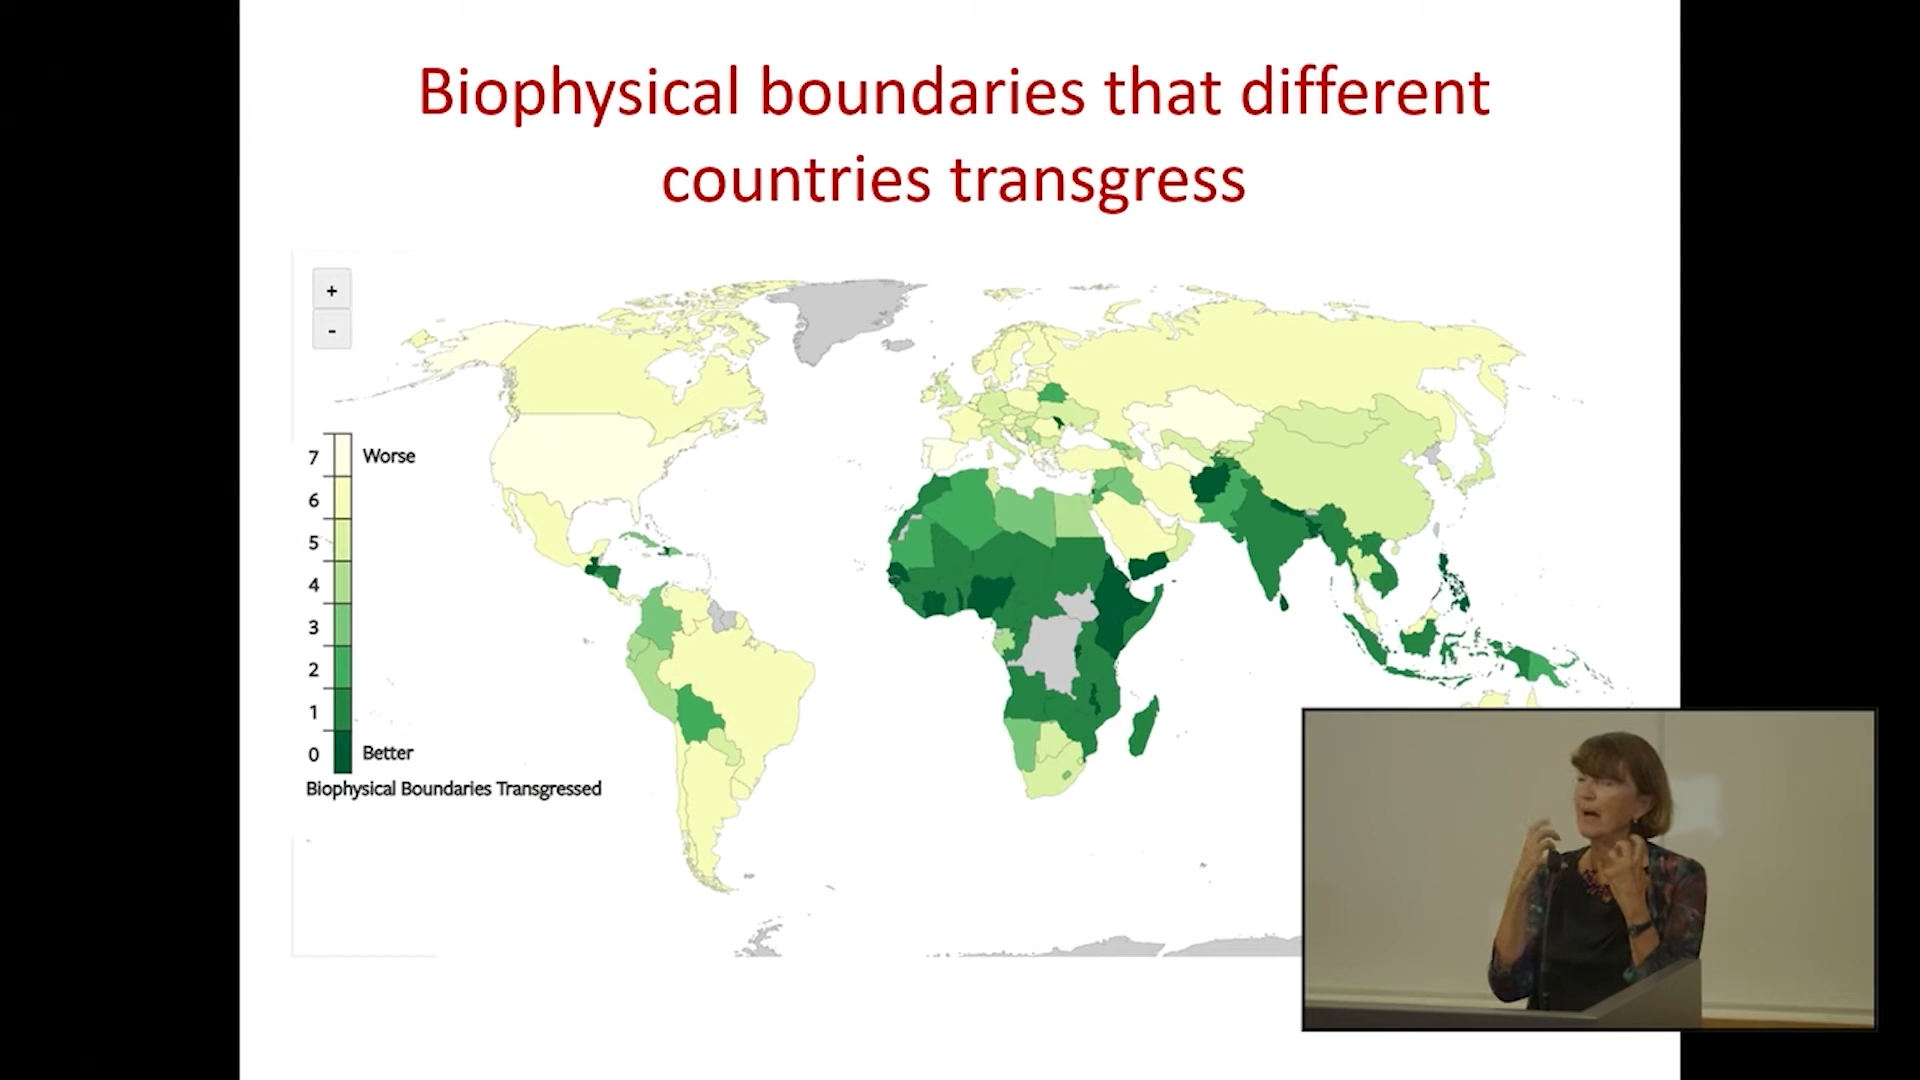 Biophysical boundaries that different
countries transgress
+
-
7 Worse
6
5
4
3
2
1
0 Better
Biophysical Boundaries Transgressed